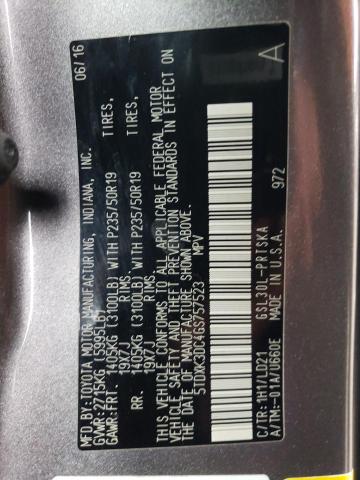 MFD.BY:TOYOTA MOTOR MANUFACTURING, INDIANA, INC. 06/16
GVWR:2715KG (5995LB)
GAWR:FRT. 1405KG (3100LB) WITH P235/50R19 TIRES,
19X7J RIMS
RR. 1405KG (3100LB) WITH P235/50R19 TIRES,
19X7J RIMS
THIS VEHICLE CONFORMS TO ALL APPLICABLE FEDERAL MOTOR
VEHICLE SAFETY AND THEFT PREVENTION STANDARDS IN EFFECT ON
THE DATE OF MANUFACTURE SHOWN ABOVE.
5TDXK3DC4GS757523 MPV
972
C/TR:1H1/LD21 GSL30L-PRTSKA
A/TM:-01A/U660E MADE IN U.S.A.
A